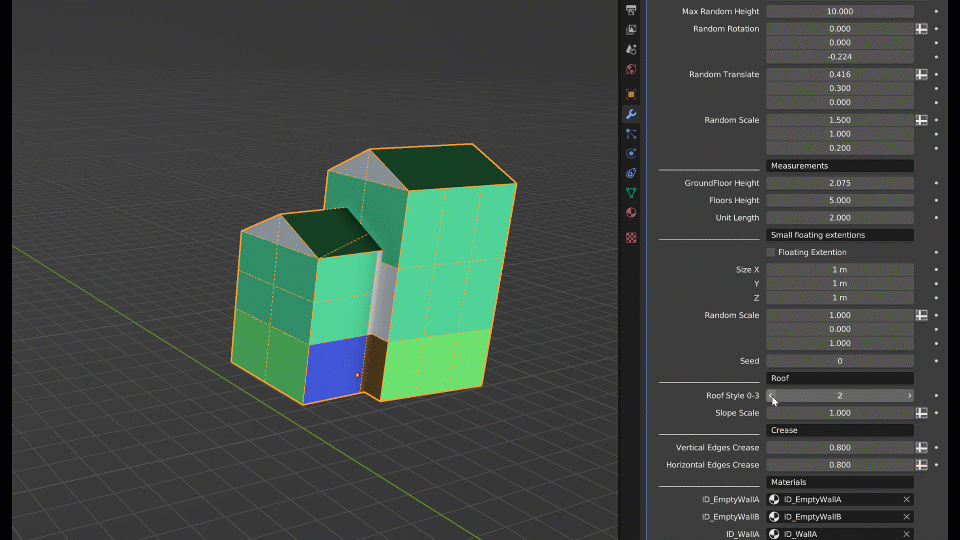 Max Random Height 10.000
Random Rotation 0.000
0.000
-0.224
Random Translate 0.416
0.300
0.000
Random Scale 1.500
1.000
0.200
Measurements
GroundFloor Height 2.075
Floors Height 5.000
Unit Length 2.000
Small floating extentions
Floating Extention
Size X 1 m
Y 1 m
Z 1 m
Random Scale 1.000
0.000
1.000
Seed 0
Roof
Roof Style 0-3 2
Slope Scale 1.000
Crease
Vertical Edges Crease 0.800
Horizontal Edges Crease 0.800
Materials
ID_EmptyWallA ID_EmptyWallA
ID_EmptyWallB ID_EmptyWallB
ID_WallA ID_WallA